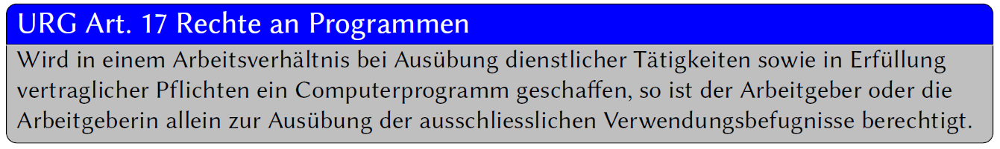 URG Art. 17 Rechte an Programmen
Wird in einem Arbeitsverhältnis bei Ausübung dienstlicher Tätigkeiten sowie in Erfüllung
vertraglicher Pflichten ein Computerprogramm geschaffen, so ist der Arbeitgeber oder die
Arbeitgeberin allein zur Ausübung der ausschliesslichen Verwendungsbefugnisse berechtigt.